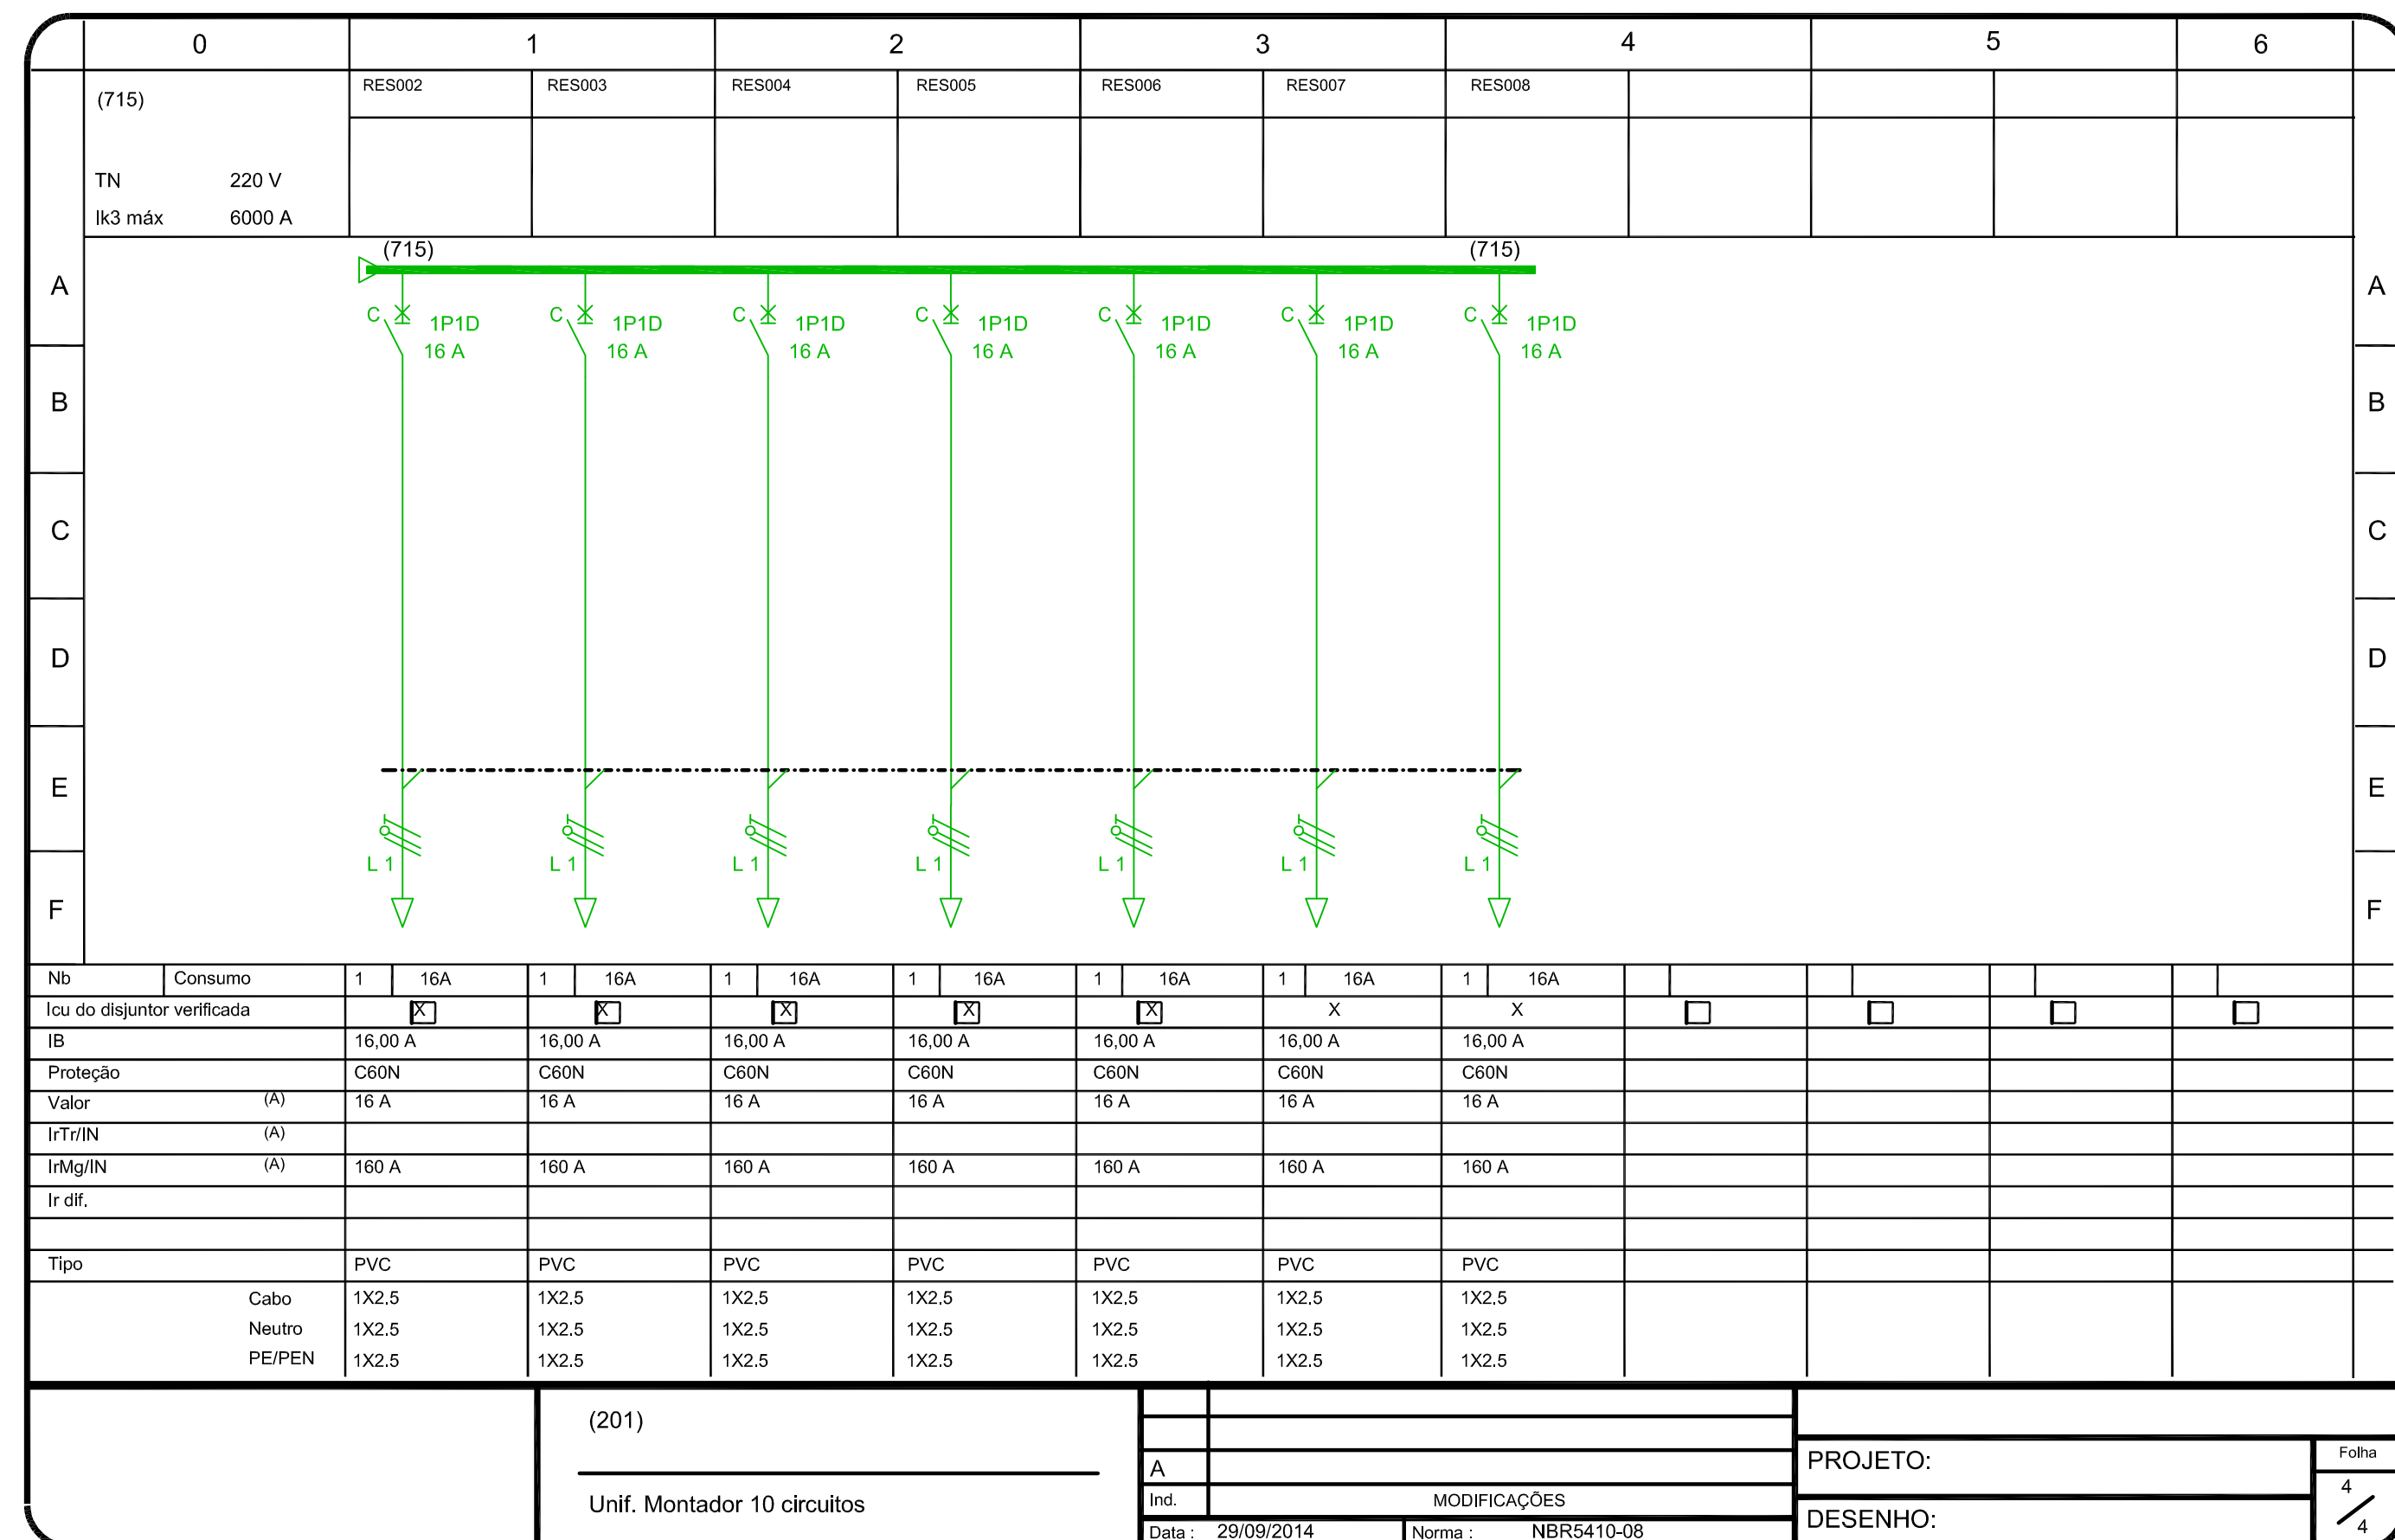 0 1 2 3 4 5 6
(715) RES002 RES003 RES004 RES005 RES006 RES007 RES008
TN 220 V
Ik3 máx 6000 A
(715) (715)
A A
C 1P1D C 1P1D C 1P1D C 1P1D C 1P1D C 1P1D C 1P1D
16 A 16 A 16 A 16 A 16 A 16 A 16 A
B B
C C
D D
E E
L 1 L 1 L 1 L 1 L 1 L 1 L 1
F F
Nb Consumo 1 16A 1 16A 1 16A 1 16A 1 16A 1 16A 1 16A
Icu do disjuntor verificada X X X X X X X
IB 16,00 A 16,00 A 16,00 A 16,00 A 16,00 A 16,00 A 16,00 A
Proteção C60N C60N C60N C60N C60N C60N C60N
Valor (A) 16 A 16 A 16 A 16 A 16 A 16 A 16 A
IrTr/IN (A)
IrMg/IN (A) 160 A 160 A 160 A 160 A 160 A 160 A 160 A
Ir dif.
Tipo PVC PVC PVC PVC PVC PVC PVC
Cabo 1X2.5 1X2.5 1X2.5 1X2.5 1X2.5 1X2.5 1X2.5
Neutro 1X2.5 1X2.5 1X2.5 1X2.5 1X2.5 1X2.5 1X2.5
PE/PEN 1X2.5 1X2.5 1X2.5 1X2.5 1X2.5 1X2.5 1X2.5
(201)
Unif. Montador 10 circuitos
A
Ind. MODIFICAÇÕES
Data : 29/09/2014 Norma : NBR5410-08
PROJETO:
DESENHO:
Folha
4
4